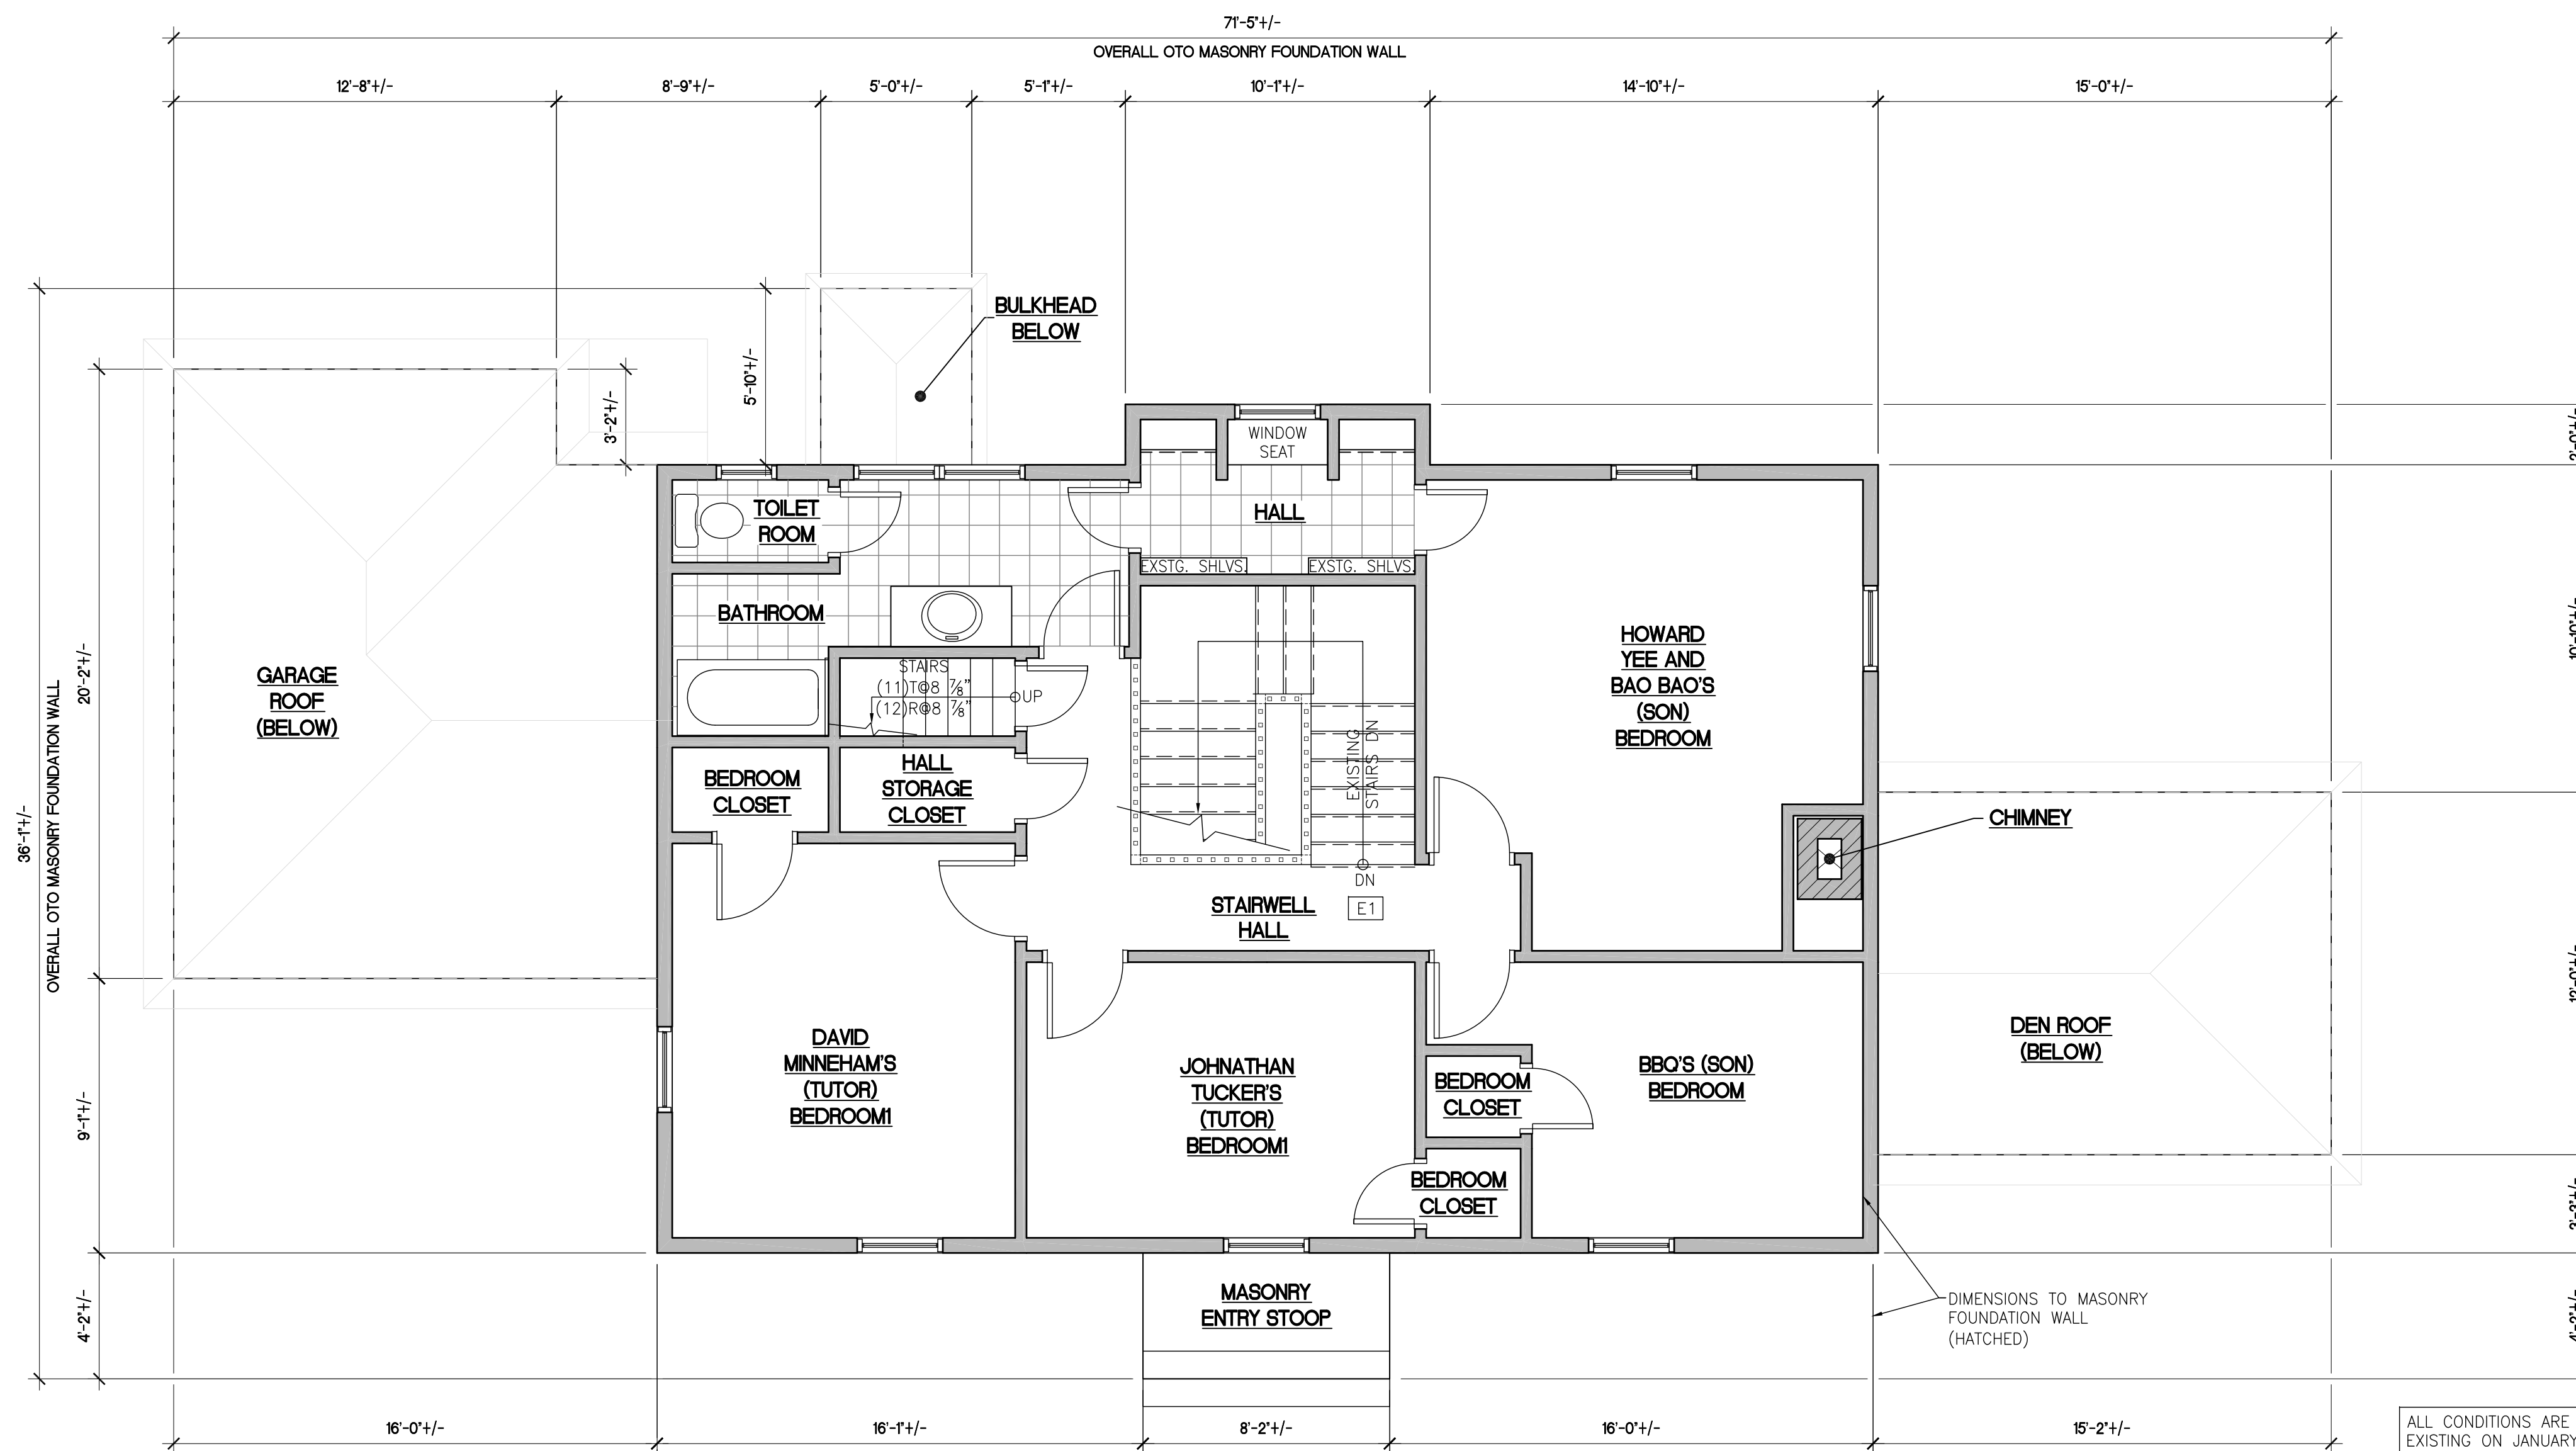 71'-5"+/-
OVERALL OTO MASONRY FOUNDATION WALL
12'-8"+/-
8'-9"+/-
5'-0"+/-
5'-1"+/-
10'-1"+/-
14'-10"+/-
15'-0"+/-
BULKHEAD
BELOW
5'-10"+/-
3'-2"+/-
WINDOW
SEAT
TOILET
ROOM
HALL
EXSTG. SHLVS.
EXSTG. SHLVS.
BATHROOM
HOWARD
YEE AND
BAO BAO'S
(SON)
BEDROOM
GARAGE
ROOF
(BELOW)
20'-2"+/-
36'-1"+/-
OVERALL OTO MASONRY FOUNDATION WALL
STAIRS
(11)T@8 ⅞"
(12)R@8 ⅞"
UP
EXISTING
STAIRS DN
BEDROOM
CLOSET
HALL
STORAGE
CLOSET
CHIMNEY
DN
E1
STAIRWELL
HALL
DAVID
MINNEHAM'S
(TUTOR)
BEDROOM1
JOHNATHAN
TUCKER'S
(TUTOR)
BEDROOM1
BEDROOM
CLOSET
BBQ'S (SON)
BEDROOM
DEN ROOF
(BELOW)
BEDROOM
CLOSET
9'-1"+/-
4'-2"+/-
MASONRY
ENTRY STOOP
DIMENSIONS TO MASONRY
FOUNDATION WALL
(HATCHED)
10'-10"+/-
3'-3"+/-
4'-2"+/-
16'-0"+/-
16'-1"+/-
8'-2"+/-
16'-0"+/-
15'-2"+/-
ALL CONDITIONS ARE
EXISTING ON JANUARY